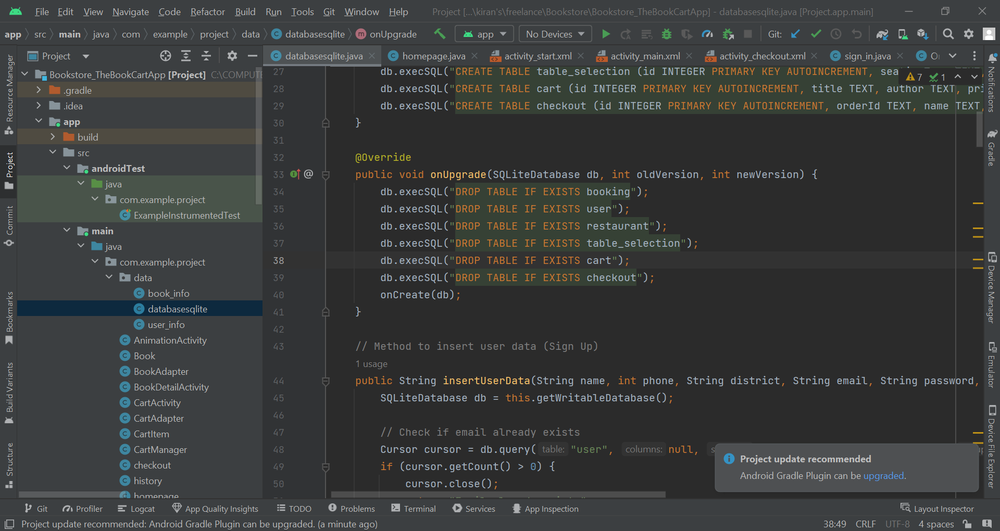 File Edit View Navigate Code Refactor Build Run Tools Git Window Help Project [...\kiran's\freelance\Bookstore\Bookstore_TheBookCartApp] - databasesqlite.java [Project.app.main]
app src main java com example project data databasesqlite onUpgrade app No Devices Git:
Project
databasesqlite.java homepage.java activity_start.xml activity_main.xml activity_checkout.xml sign_in.java
Resource Manager
Project
Commit
Bookmarks
Build Variants
Structure
Bookstore_TheBookCartApp [Project] C:\COMPUTE
.gradle
.idea
app
build
src
androidTest
java
com.example.project
ExampleInstrumentedTest
main
java
com.example.project
data
book_info
databasesqlite
user_info
AnimationActivity
Book
BookAdapter
BookDetailActivity
CartActivity
CartAdapter
CartItem
CartManager
checkout
history
homepage
7 1
27 db.execSQL("CREATE TABLE table_selection (id INTEGER PRIMARY KEY AUTOINCREMENT,
28 db.execSQL("CREATE TABLE cart (id INTEGER PRIMARY KEY AUTOINCREMENT, title TEXT, author TEXT, pri
29 db.execSQL("CREATE TABLE checkout (id INTEGER PRIMARY KEY AUTOINCREMENT, orderId TEXT, name TEXT,
30 }
31
32 @Override
33 public void onUpgrade(SQLiteDatabase db, int oldVersion, int newVersion) {
34 db.execSQL("DROP TABLE IF EXISTS booking");
35 db.execSQL("DROP TABLE IF EXISTS user");
36 db.execSQL("DROP TABLE IF EXISTS restaurant");
37 db.execSQL("DROP TABLE IF EXISTS table_selection");
38 db.execSQL("DROP TABLE IF EXISTS cart");
39 db.execSQL("DROP TABLE IF EXISTS checkout");
40 onCreate(db);
41 }
42
43 // Method to insert user data (Sign Up)
1 usage
44 public String insertUserData(String name, int phone, String district, String email, String password,
45 SQLiteDatabase db = this.getWritableDatabase();
46
47 // Check if email already exists
48 Cursor cursor = db.query( table: "user", columns: null,
49 if (cursor.getCount() > 0) {
50 cursor.close();
Project update recommended
Android Gradle Plugin can be upgraded.
Notifications
Gradle
Device Manager
Emulator
Device File Explorer
Git Profiler Logcat App Quality Insights TODO Problems Terminal Services App Inspection Layout Inspector
Project update recommended: Android Gradle Plugin can be upgraded. (a minute ago) 38:49 CRLF UTF-8 4 spaces